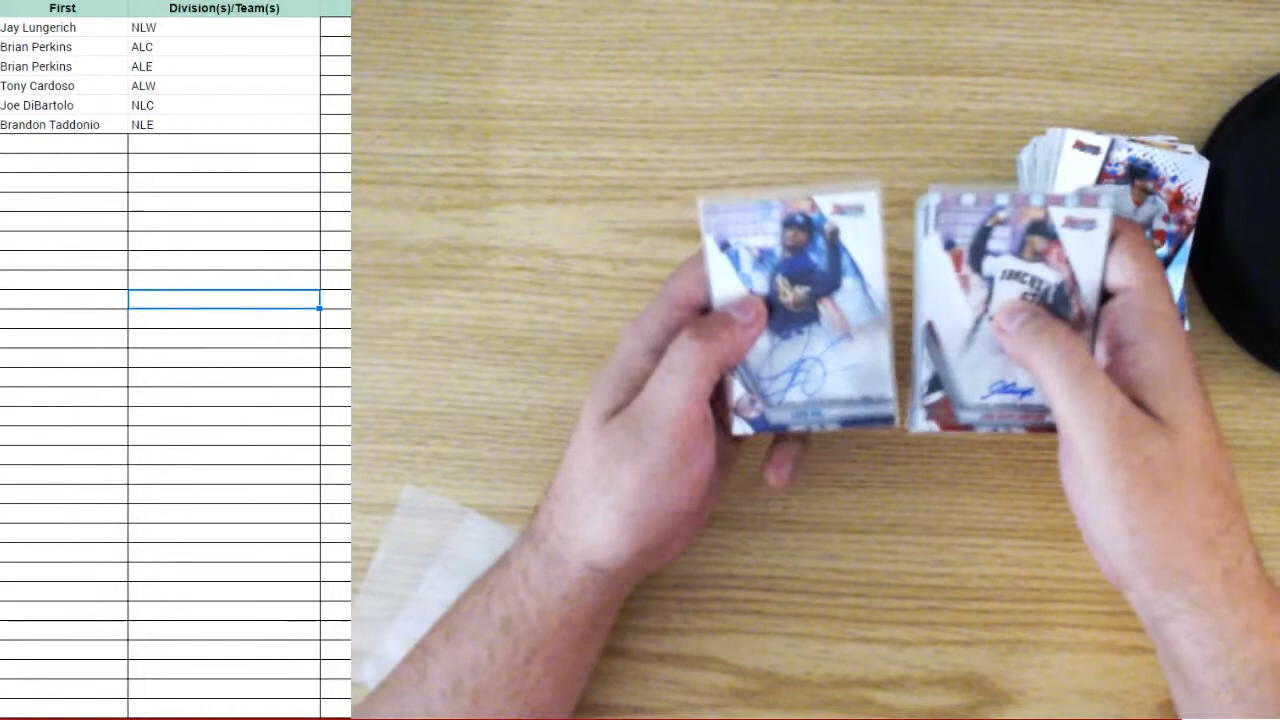 First Division(s)/Team(s)
Jay Lungerich NLW
Brian Perkins ALC
Brian Perkins ALE
Tony Cardoso ALW
Joe DiBartolo NLC
Brandon Taddonio NLE